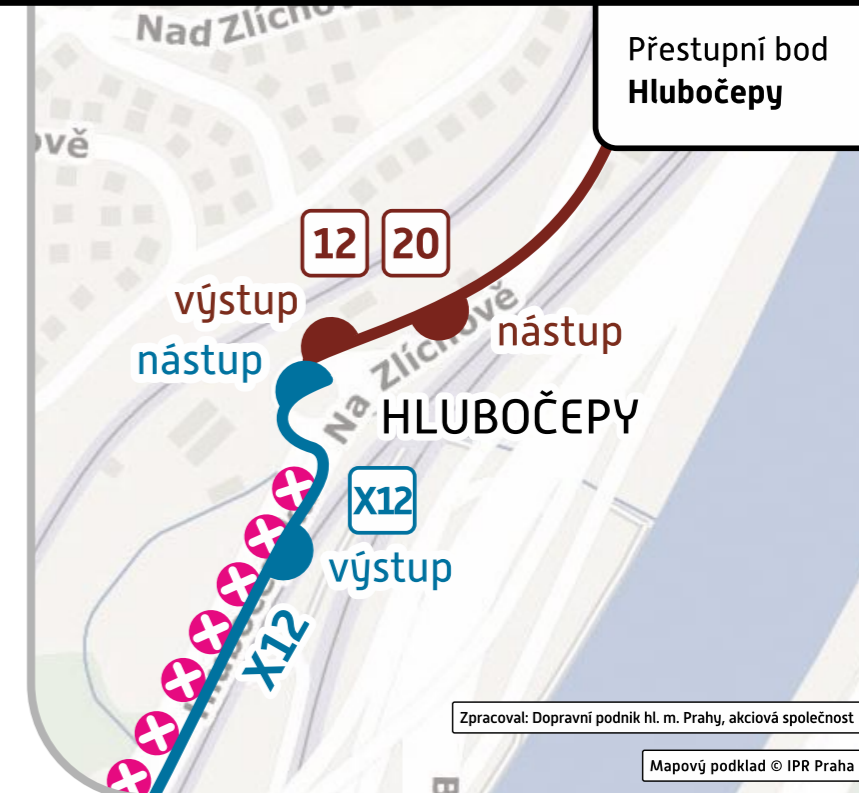 Nad Zlícho
Přestupní bod
Hlubočepy
vě
12 20
výstup
nástup
nástup
Na Zlíchově
HLUBOČEPY
X12
výstup
X12
Zpracoval: Dopravní podnik hl. m. Prahy, akciová společnost
Mapový podklad © IPR Praha